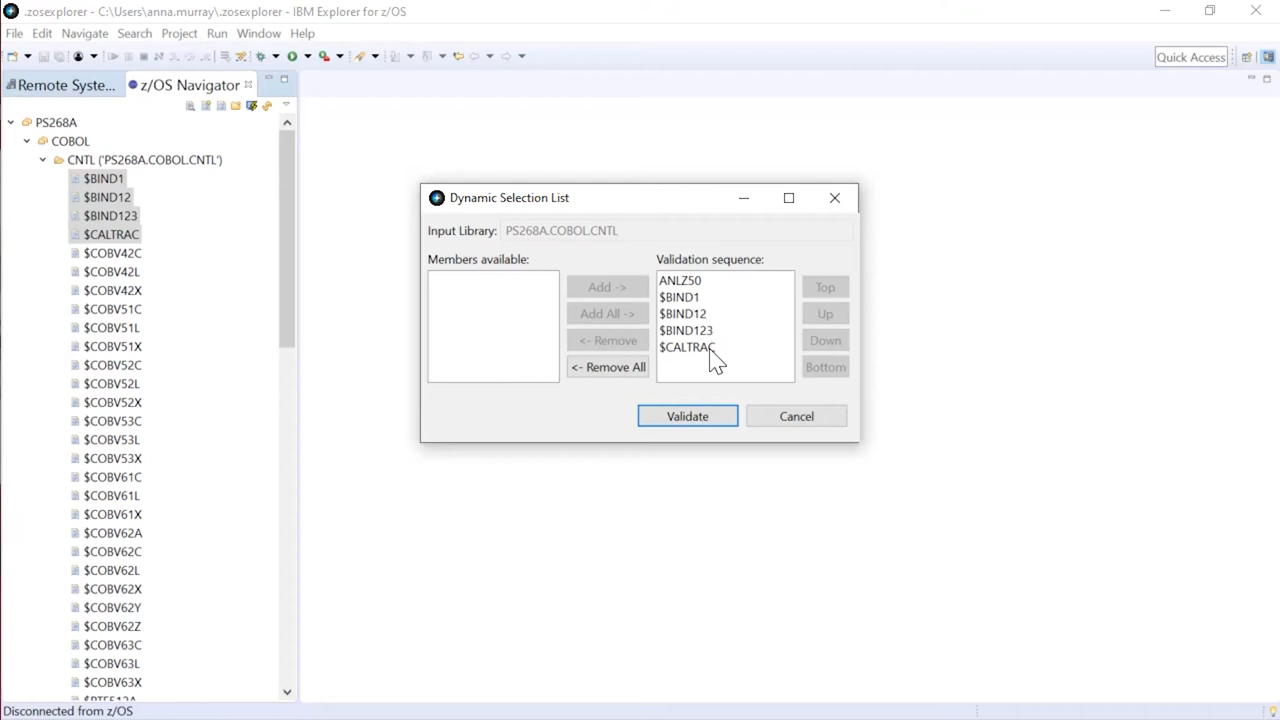 .zosexplorer - C:\Users\anna.murray\.zosexplorer - IBM Explorer for z/OS
File Edit Navigate Search Project Run Window Help
Quick Access
Remote Syste...
z/OS Navigator
PS268A
COBOL
CNTL ('PS268A.COBOL.CNTL')
$BIND1
$BIND12
$BIND123
$CALTRAC
$COBV42C
$COBV42L
$COBV42X
$COBV51C
$COBV51L
$COBV51X
$COBV52C
$COBV52L
$COBV52X
$COBV53C
$COBV53L
$COBV53X
$COBV61C
$COBV61L
$COBV61X
$COBV62A
$COBV62C
$COBV62L
$COBV62X
$COBV62Y
$COBV62Z
$COBV63C
$COBV63L
$COBV63X
Dynamic Selection List
Input Library: PS268A.COBOL.CNTL
Members available:
Add ->
Add All ->
<- Remove
<- Remove All
Validation sequence:
ANLZ50
$BIND1
$BIND12
$BIND123
$CALTRAC
Top
Up
Down
Bottom
Validate
Cancel
Disconnected from z/OS